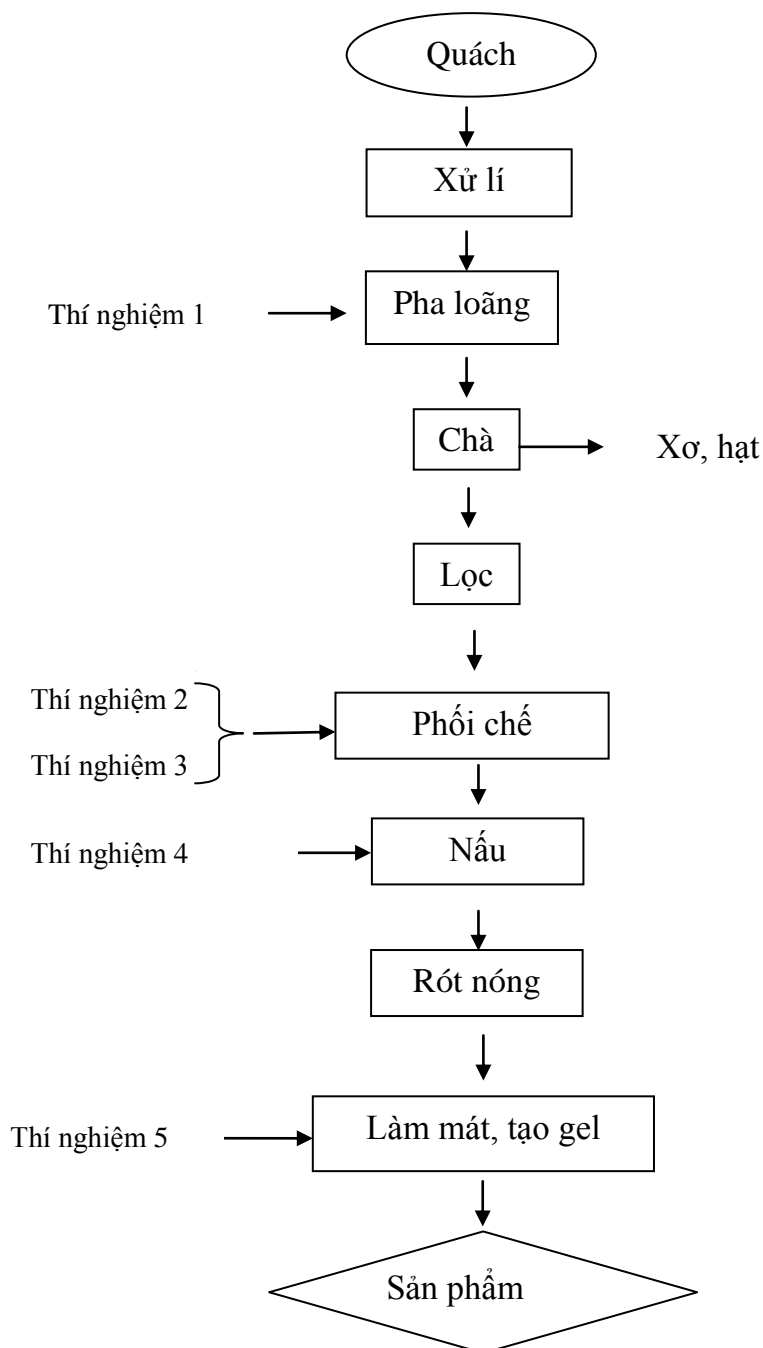 Quách
Xử lí
Thí nghiệm 1
Pha loãng
Chà
Xơ, hạt
Lọc
Thí nghiệm 2
Phối chế
Thí nghiệm 3
Thí nghiệm 4
Nấu
Rót nóng
Thí nghiệm 5
Làm mát, tạo gel
Sản phẩm